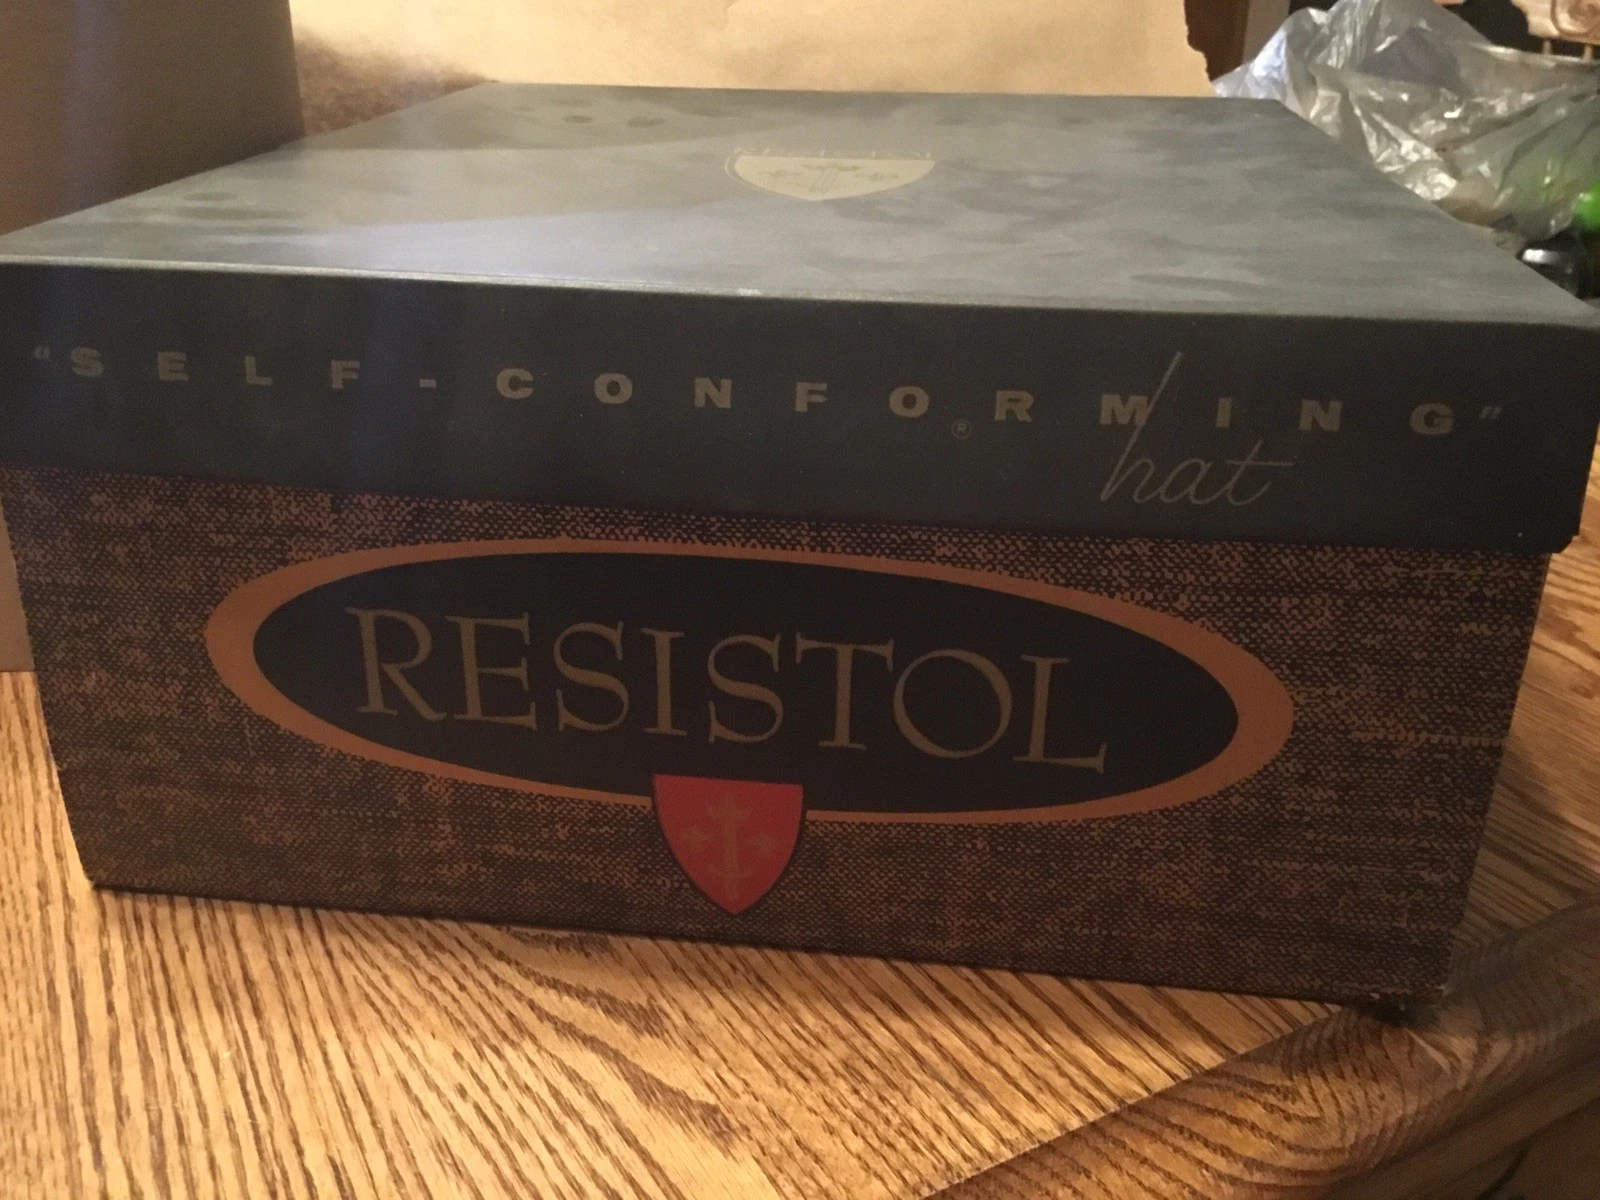 "SELF-CONFORMING"
®
hat
RESISTOL